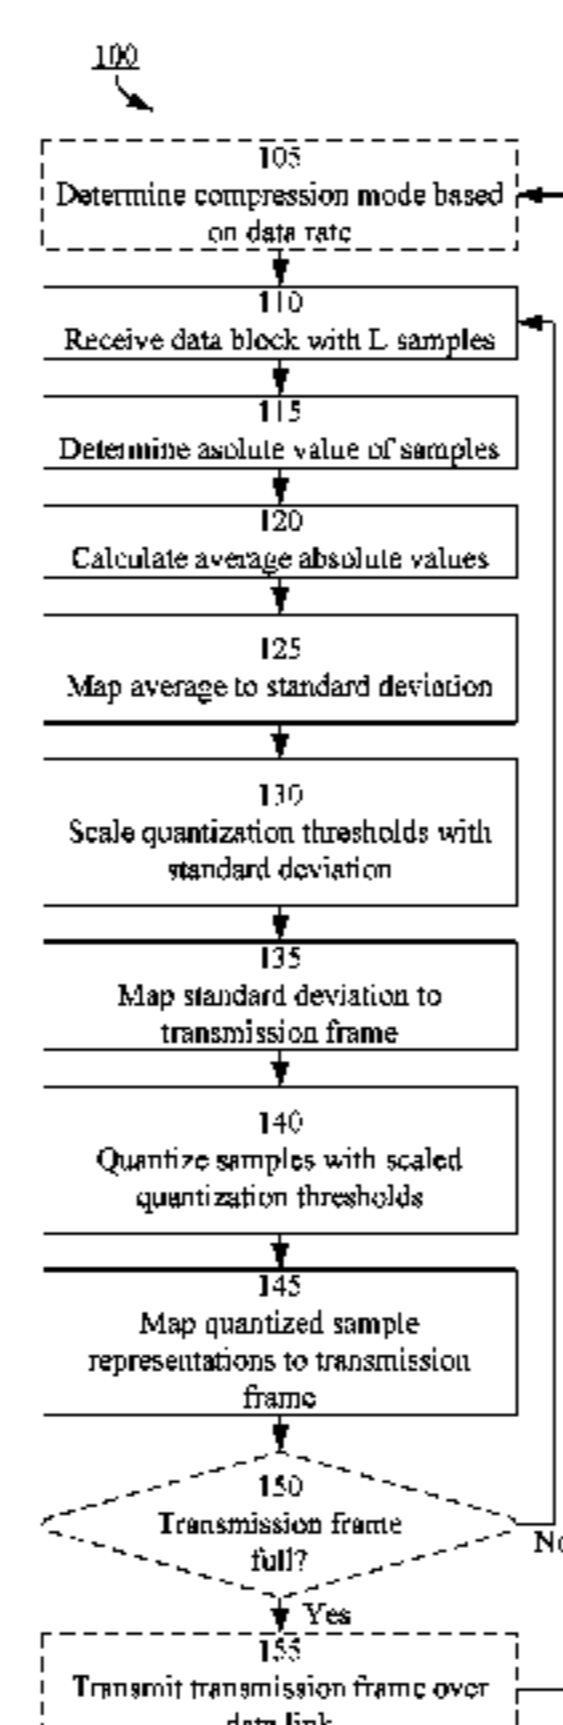 100
105
Determine compression mode based
on data rate
110
Receive data block with L samples
115
Determine asolute value of samples
120
Calculate average absolute values
125
Map average to standard deviation
130
Scale quantization thresholds with
standard deviation
135
Map standard deviation to
transmission frame
140
Quantize samples with scaled
quantization thresholds
145
Map quantized sample
representations to transmission
frame
150
Transmission frame
full?
No
Yes
155
Transmit transmission frame over
data link